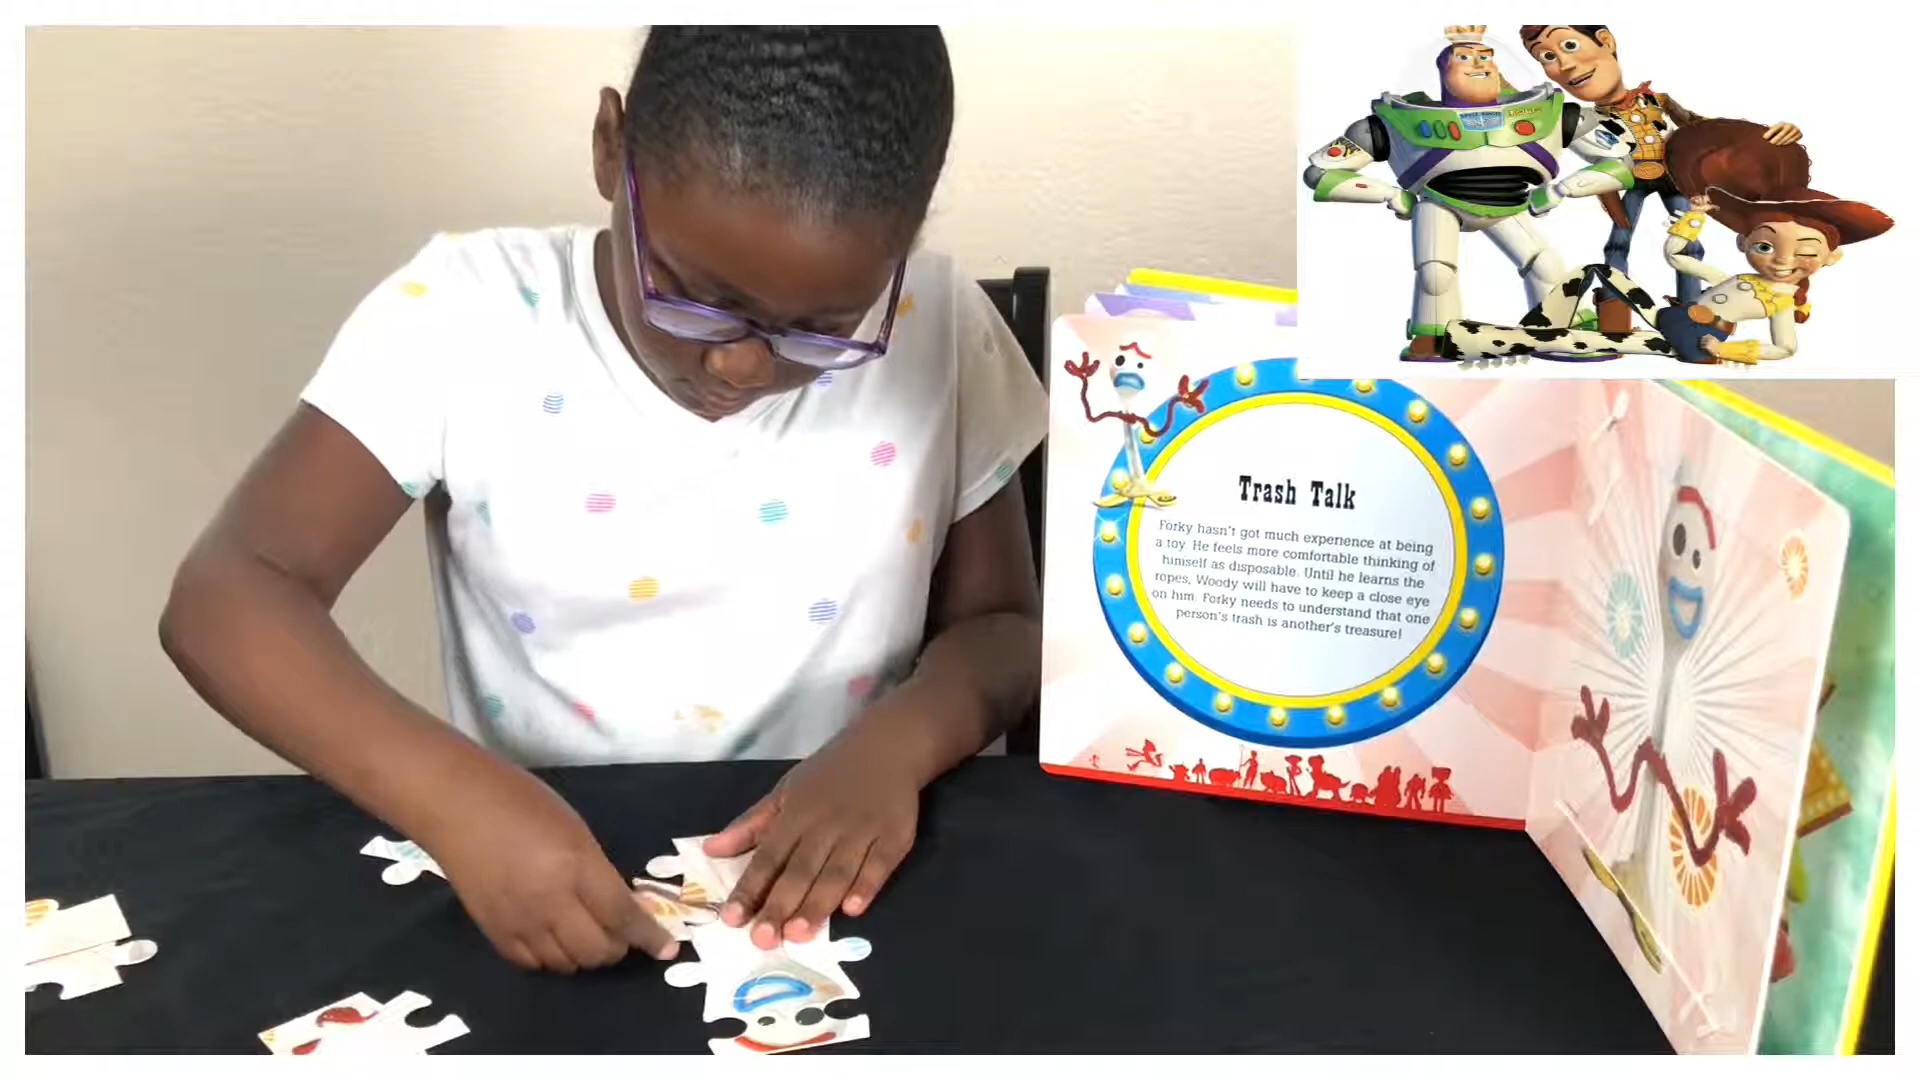 Trash Talk
Forky hasn't got much experience at being
a toy. He feels more comfortable thinking of
himself as disposable. Until he learns the
ropes, Woody will have to keep a close eye
on him. Forky needs to understand that one
person's trash is another's treasure!